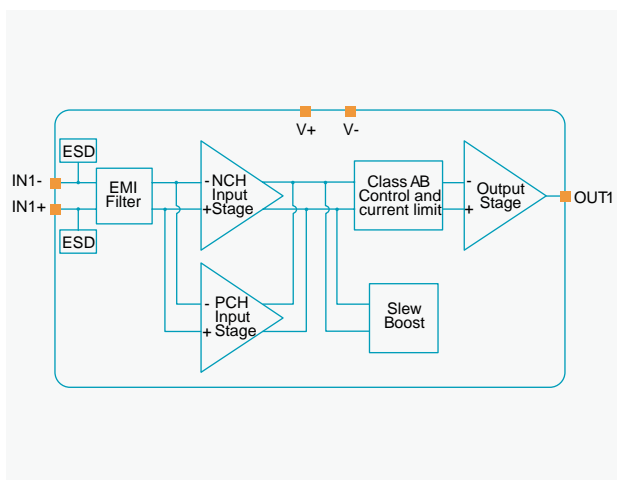 V+
V-
ESD
IN1-
IN1+
EMI
Filter
ESD
- NCH
Input
+ Stage
Class AB
Control and
current limit
-
Output
Stage
+
OUT1
- PCH
Input
+ Stage
Slew
Boost